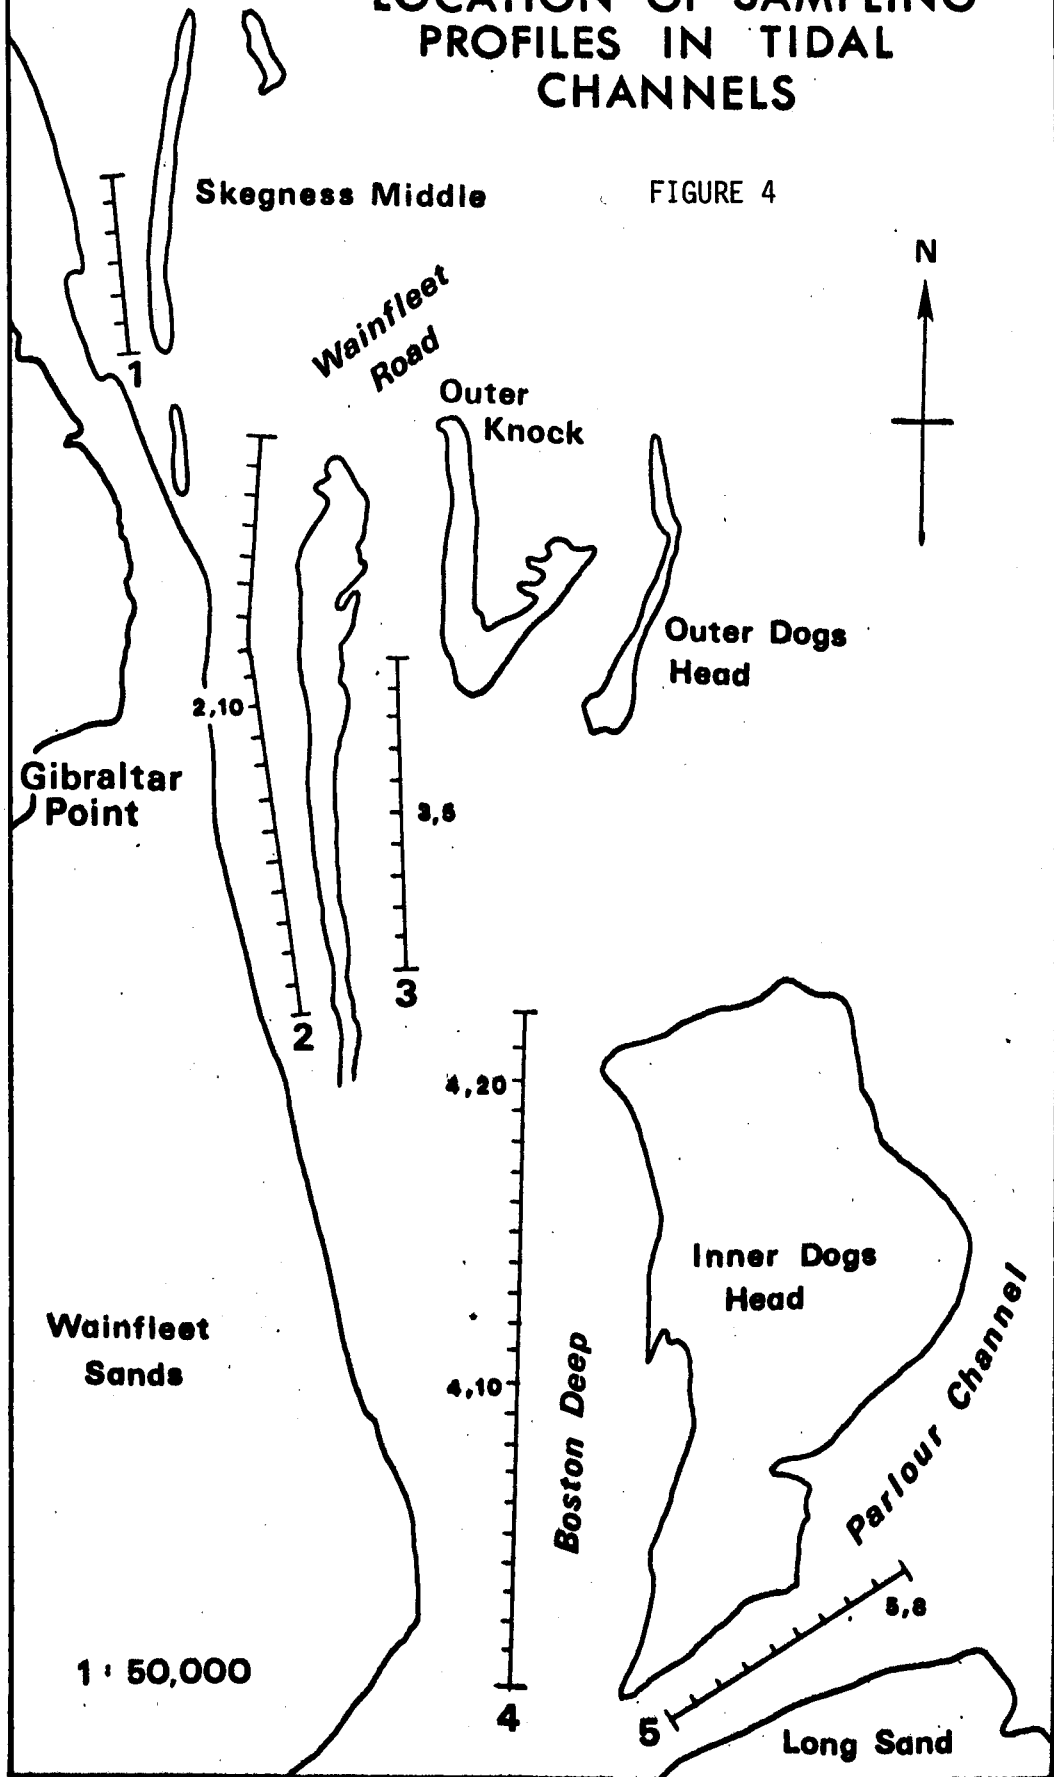 LOCATION OF SAMPLING
PROFILES IN TIDAL
CHANNELS
Skegness Middle
FIGURE 4
N
Wainfleet
Road
1
Outer
Knock
Outer Dogs
Head
2,10
Gibraltar
Point
3,5
3
2
4,20
Inner Dogs
Head
Wainfleet
Sands
4,10
Boston Deep
Parlour Channel
5,8
1:50,000
4
5
Long Sand